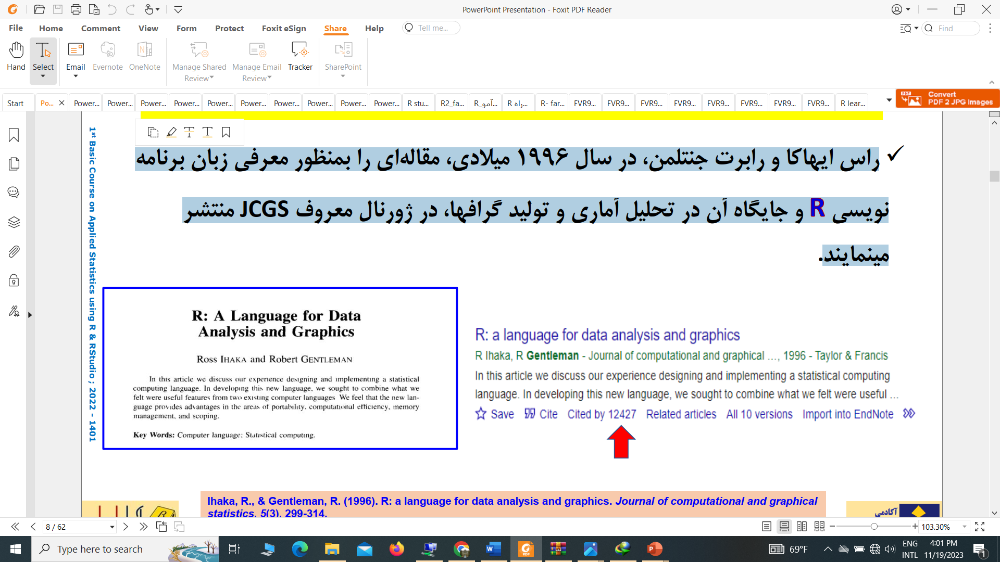 PowerPoint Presentation - Foxit PDF Reader
File Home Comment View Form Protect Foxit eSign Share Help Tell me... Find
Hand Select Email Evernote OneNote Manage Shared Review Manage Email Review Tracker SharePoint
Start Po... Power... Power... Power... Power... Power... Power... Power... Power... Power... Power... R stu... R2_fa... R_آمو... R راه... R- far... FVR9... FVR9... FVR9... FVR9... FVR9... FVR9... FVR9... FVR9... R lear...
Convert
PDF 2 JPG Images
1st Basic Course on Applied Statistics using R & RStudio ; 2022 - 1401
✓ راس ایهاکا و رابرت جنتلمن، در سال ۱۹۹۶ میلادی، مقاله‌ای را بمنظور معرفی زبان برنامه
نویسی R و جایگاه آن در تحلیل آماری و تولید گرافها، در ژورنال معروف JCGS منتشر
مینمایند.
R: A Language for Data
Analysis and Graphics
Ross IHAKA and Robert GENTLEMAN
In this article we discuss our experience designing and implementing a statistical
computing language. In developing this new language, we sought to combine what we
felt were useful features from two existing computer languages We feel that the new lan-
guage provides advantages in the areas of portability, computational efficiency, memory
management, and scoping.
Key Words: Computer language; Statistical computing.
R: a language for data analysis and graphics
R Ihaka, R Gentleman - Journal of computational and graphical ..., 1996 - Taylor & Francis
In this article we discuss our experience designing and implementing a statistical computing
language. In developing this new language, we sought to combine what we felt were useful ...
Save Cite Cited by 12427 Related articles All 10 versions Import into EndNote
Ihaka, R., & Gentleman, R. (1996). R: a language for data analysis and graphics. Journal of computational and graphical
statistics, 5(3), 299-314.
آکادمی
8 / 62
103.30%
Type here to search
69°F
ENG
INTL
4:01 PM
11/19/2023
1